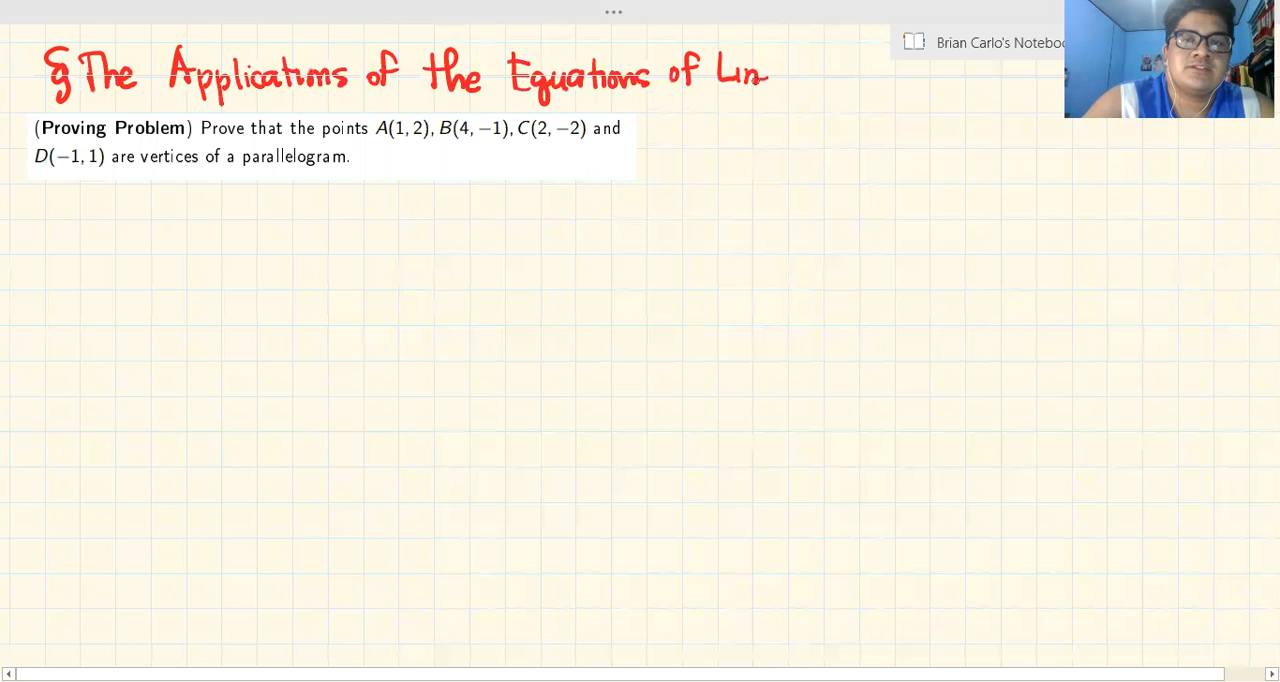 Brian Carlo's Notebo
§ The Applications of the Equations of Lin
(Proving Problem) Prove that the points A(1, 2), B(4, −1), C(2, −2) and
D(−1, 1) are vertices of a parallelogram.